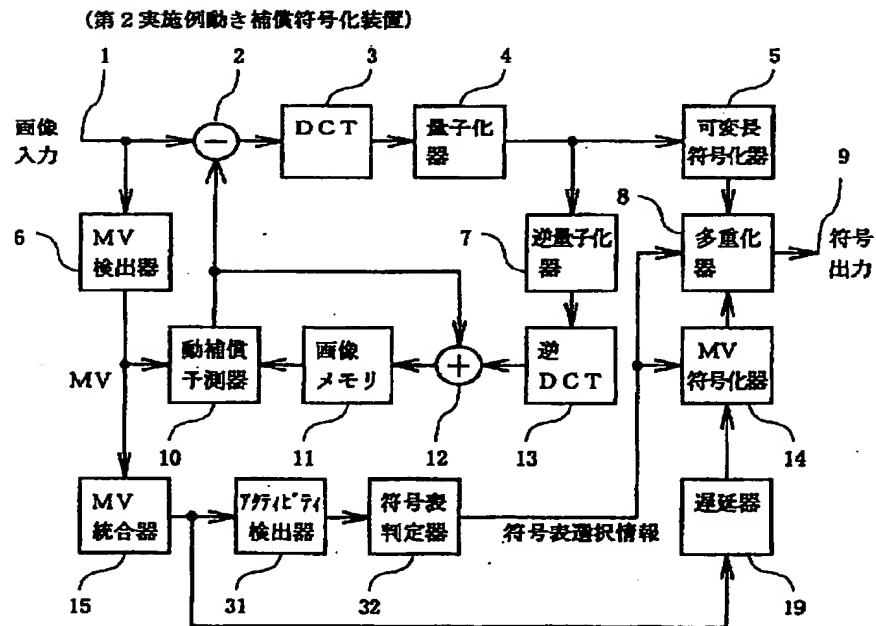 (第2実施例動き補償符号化装置)
1
2
3
4
5
画像
入力
−
DCT
量子化
器
可変長
符号化器
9
6
MV
検出器
7
逆量子化
器
8
多重化
器
符号
出力
MV
動補償
予測器
画像
メモリ
+
逆
DCT
MV
符号化器
10
11
12
13
14
MV
統合器
アクティビティ
検出器
符号表
判定器
符号表選択情報
遅延器
15
31
32
19